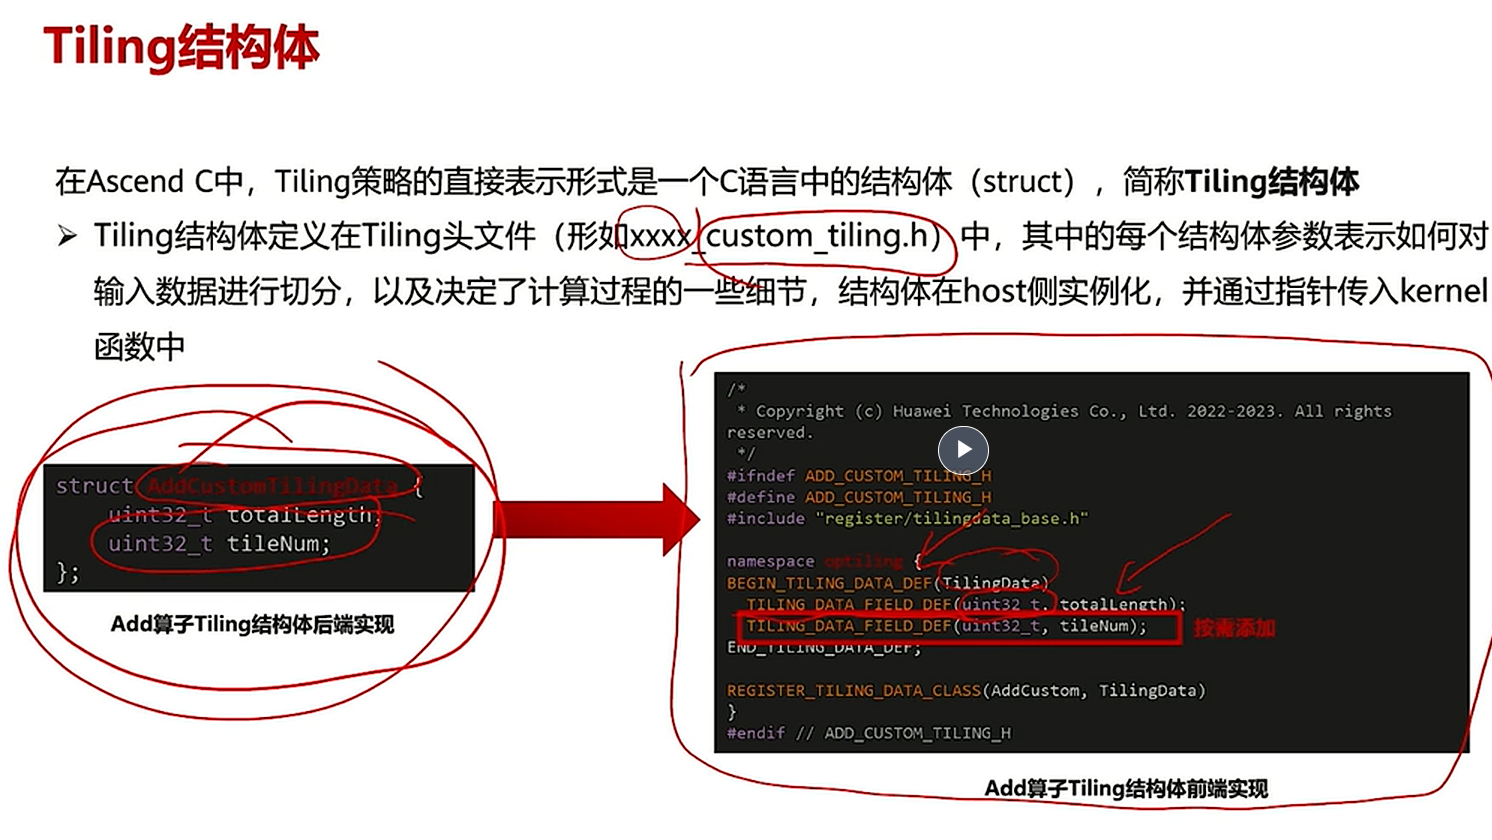 Tiling结构体
在Ascend C中，Tiling策略的直接表示形式是一个C语言中的结构体（struct），简称Tiling结构体
➢ Tiling结构体定义在Tiling头文件（形如xxxx_custom_tiling.h）中，其中的每个结构体参数表示如何对
输入数据进行切分，以及决定了计算过程的一些细节，结构体在host侧实例化，并通过指针传入kernel
函数中
struct AddCustomTilingData {
uint32_t totalLength;
uint32_t tileNum;
};
Add算子Tiling结构体后端实现
/*
* Copyright (c) Huawei Technologies Co., Ltd. 2022-2023. All rights
reserved.
*/
#ifndef ADD_CUSTOM_TILING_H
#define ADD_CUSTOM_TILING_H
#include "register/tilingdata_base.h"
namespace optiling {
BEGIN_TILING_DATA_DEF(TilingData)
TILING_DATA_FIELD_DEF(uint32_t, totalLength);
TILING_DATA_FIELD_DEF(uint32_t, tileNum);
按需添加
END_TILING_DATA_DEF;
REGISTER_TILING_DATA_CLASS(AddCustom, TilingData)
}
#endif // ADD_CUSTOM_TILING_H
Add算子Tiling结构体前端实现